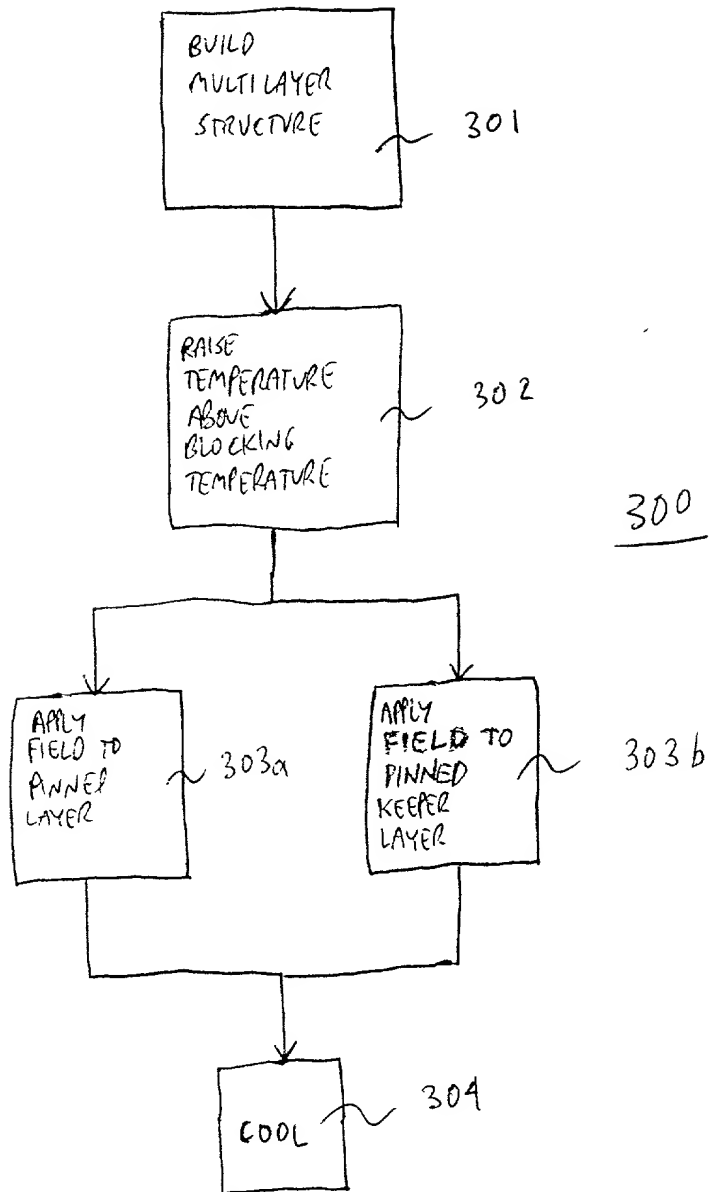 BUILD
MULTILAYER
STRUCTURE
301
RAISE
TEMPERATURE
ABOVE
BLOCKING
TEMPERATURE
302
300
APPLY
FIELD TO
PINNED
LAYER
303a
APPLY
FIELD TO
PINNED
KEEPER
LAYER
303b
COOL
304